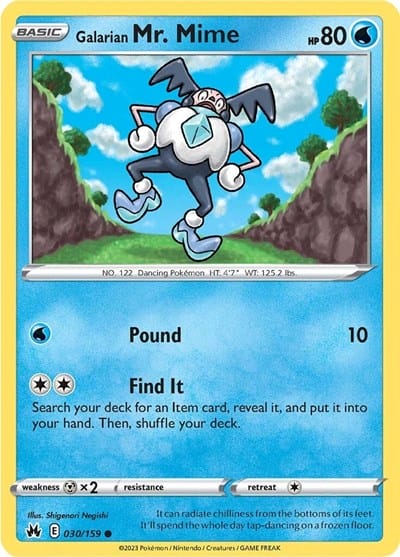 BASIC
Galarian Mr. Mime HP 80
NO. 122 Dancing Pokémon HT: 4'7" WT: 125.2 lbs.
Pound 10
Find It
Search your deck for an Item card, reveal it, and put it into
your hand. Then, shuffle your deck.
weakness ×2 resistance retreat
Illus. Shigenori Negishi
E 030/159
It can radiate chilliness from the bottoms of its feet.
It'll spend the whole day tap-dancing on a frozen floor.
©2023 Pokémon / Nintendo / Creatures / GAME FREAK